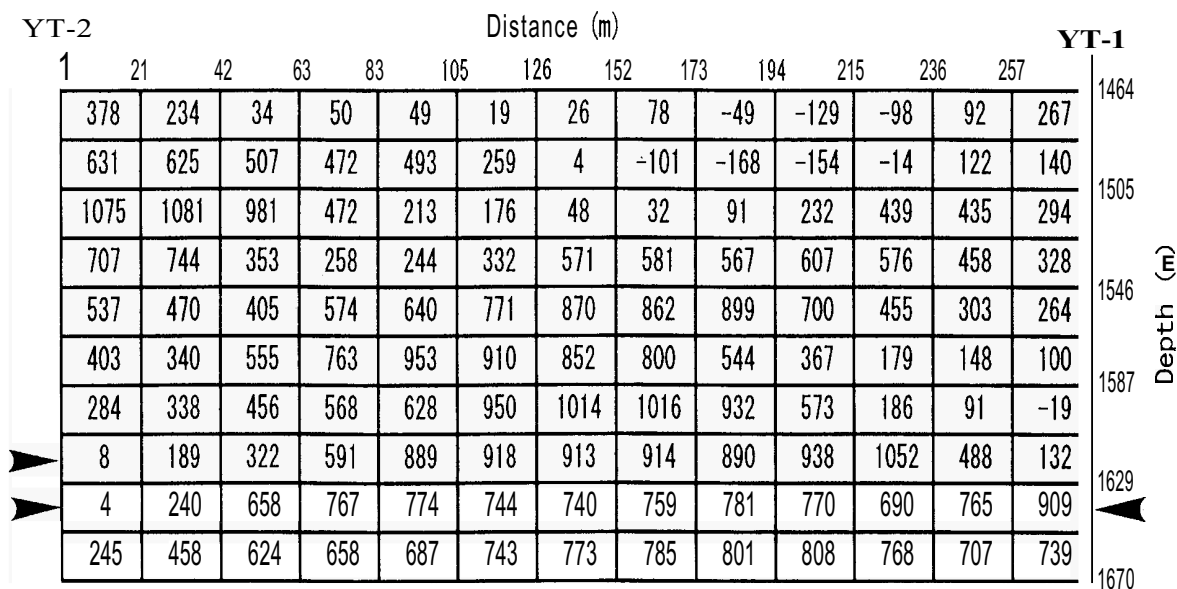 YT-2 Distance (m) YT-1
1 21 42 63 83 105 126 152 173 194 215 236 257
1464
378 234 34 50 49 19 26 78 -49 -129 -98 92 267
631 625 507 472 493 259 4 -101 -168 -154 -14 122 140
1505
1075 1081 981 472 213 176 48 32 91 232 439 435 294
707 744 353 258 244 332 571 581 567 607 576 458 328
1546
537 470 405 574 640 771 870 862 899 700 455 303 264
403 340 555 763 953 910 852 800 544 367 179 148 100
1587
284 338 456 568 628 950 1014 1016 932 573 186 91 -19
8 189 322 591 889 918 913 914 890 938 1052 488 132
1629
4 240 658 767 774 744 740 759 781 770 690 765 909
245 458 624 658 687 743 773 785 801 808 768 707 739
1670
Depth (m)